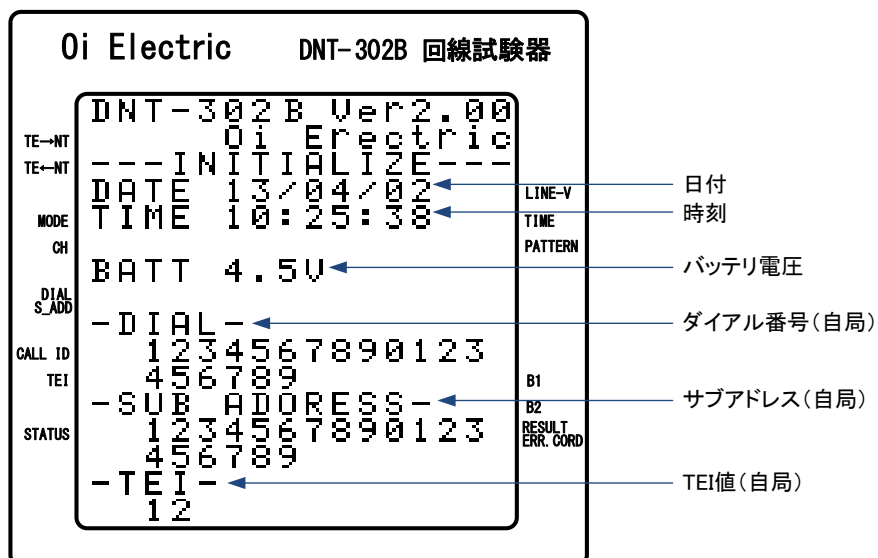 Oi Electric DNT-302B 回線試験器
DNT-302B Ver2.00
Oi Erectric
---INITIALIZE---
DATE 13/04/02
TIME 10:25:38
BATT 4.5V
-DIAL-
1234567890123
456789
-SUB ADORESS-
1234567890123
456789
-TEI-
12
TE→NT
TE←NT
MODE
CH
DIAL
S_ADD
CALL ID
TEI
STATUS
LINE-V
TIME
PATTERN
B1
B2
RESULT
ERR.CORD
日付
時刻
バッテリ電圧
ダイアル番号(自局)
サブアドレス(自局)
TEI値(自局)